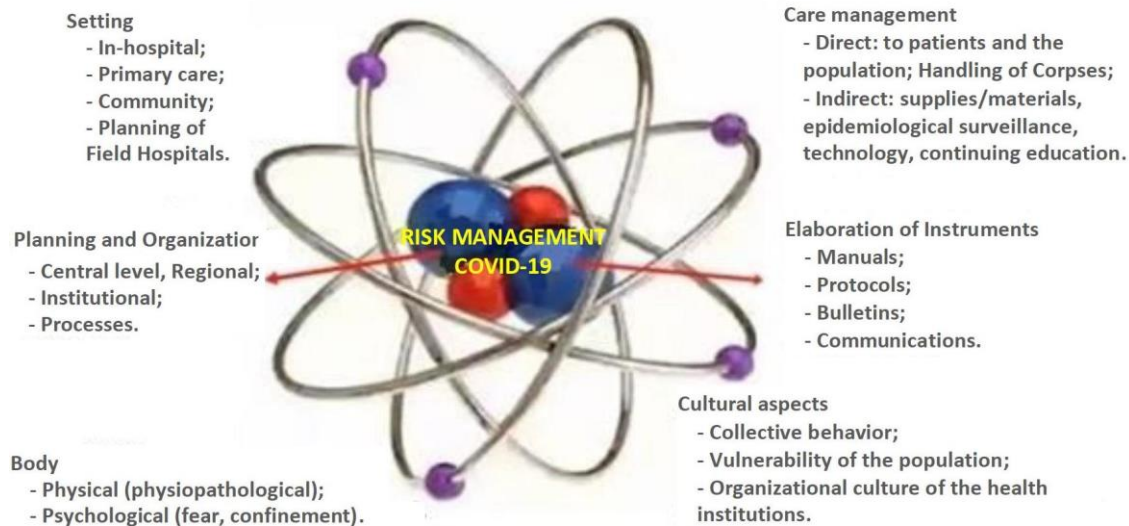 Setting
- In-hospital;
- Primary care;
- Community;
- Planning of
Field Hospitals.
Care management
- Direct: to patients and the
population; Handling of Corpses;
- Indirect: supplies/materials,
epidemiological surveillance,
technology, continuing education.
Planning and Organization
- Central level, Regional;
- Institutional;
- Processes.
RISK MANAGEMENT
COVID-19
Elaboration of Instruments
- Manuals;
- Protocols;
- Bulletins;
- Communications.
Body
- Physical (physiopathological);
- Psychological (fear, confinement).
Cultural aspects
- Collective behavior;
- Vulnerability of the population;
- Organizational culture of the health
institutions.